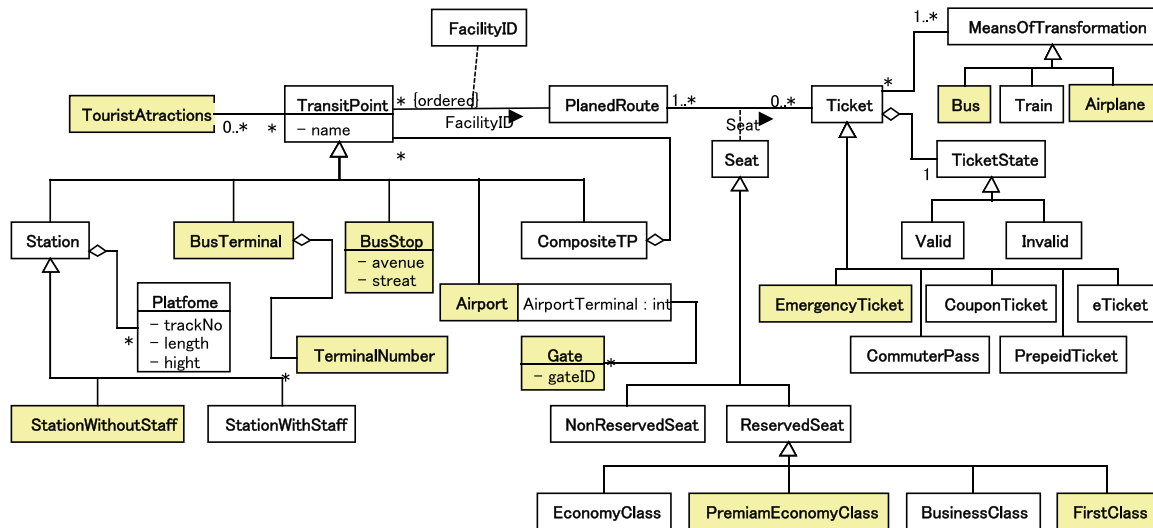 FacilityID
1..*
MeansOfTransformation
*
TouristAtractions
0..*
*
TransitPoint
- name
* {ordered}
FacilityID
PlanedRoute
1..*
0..*
Seat
Ticket
Bus
Train
Airplane
*
Seat
1
TicketState
Valid
Invalid
Station
BusTerminal
BusStop
- avenue
- streat
CompositeTP
Platfome
- trackNo
- length
- hight
*
Airport
AirportTerminal : int
EmergencyTicket
CouponTicket
eTicket
TerminalNumber
*
Gate
- gateID
*
CommuterPass
PrepeidTicket
StationWithoutStaff
StationWithStaff
NonReservedSeat
ReservedSeat
EconomyClass
PremiamEconomyClass
BusinessClass
FirstClass